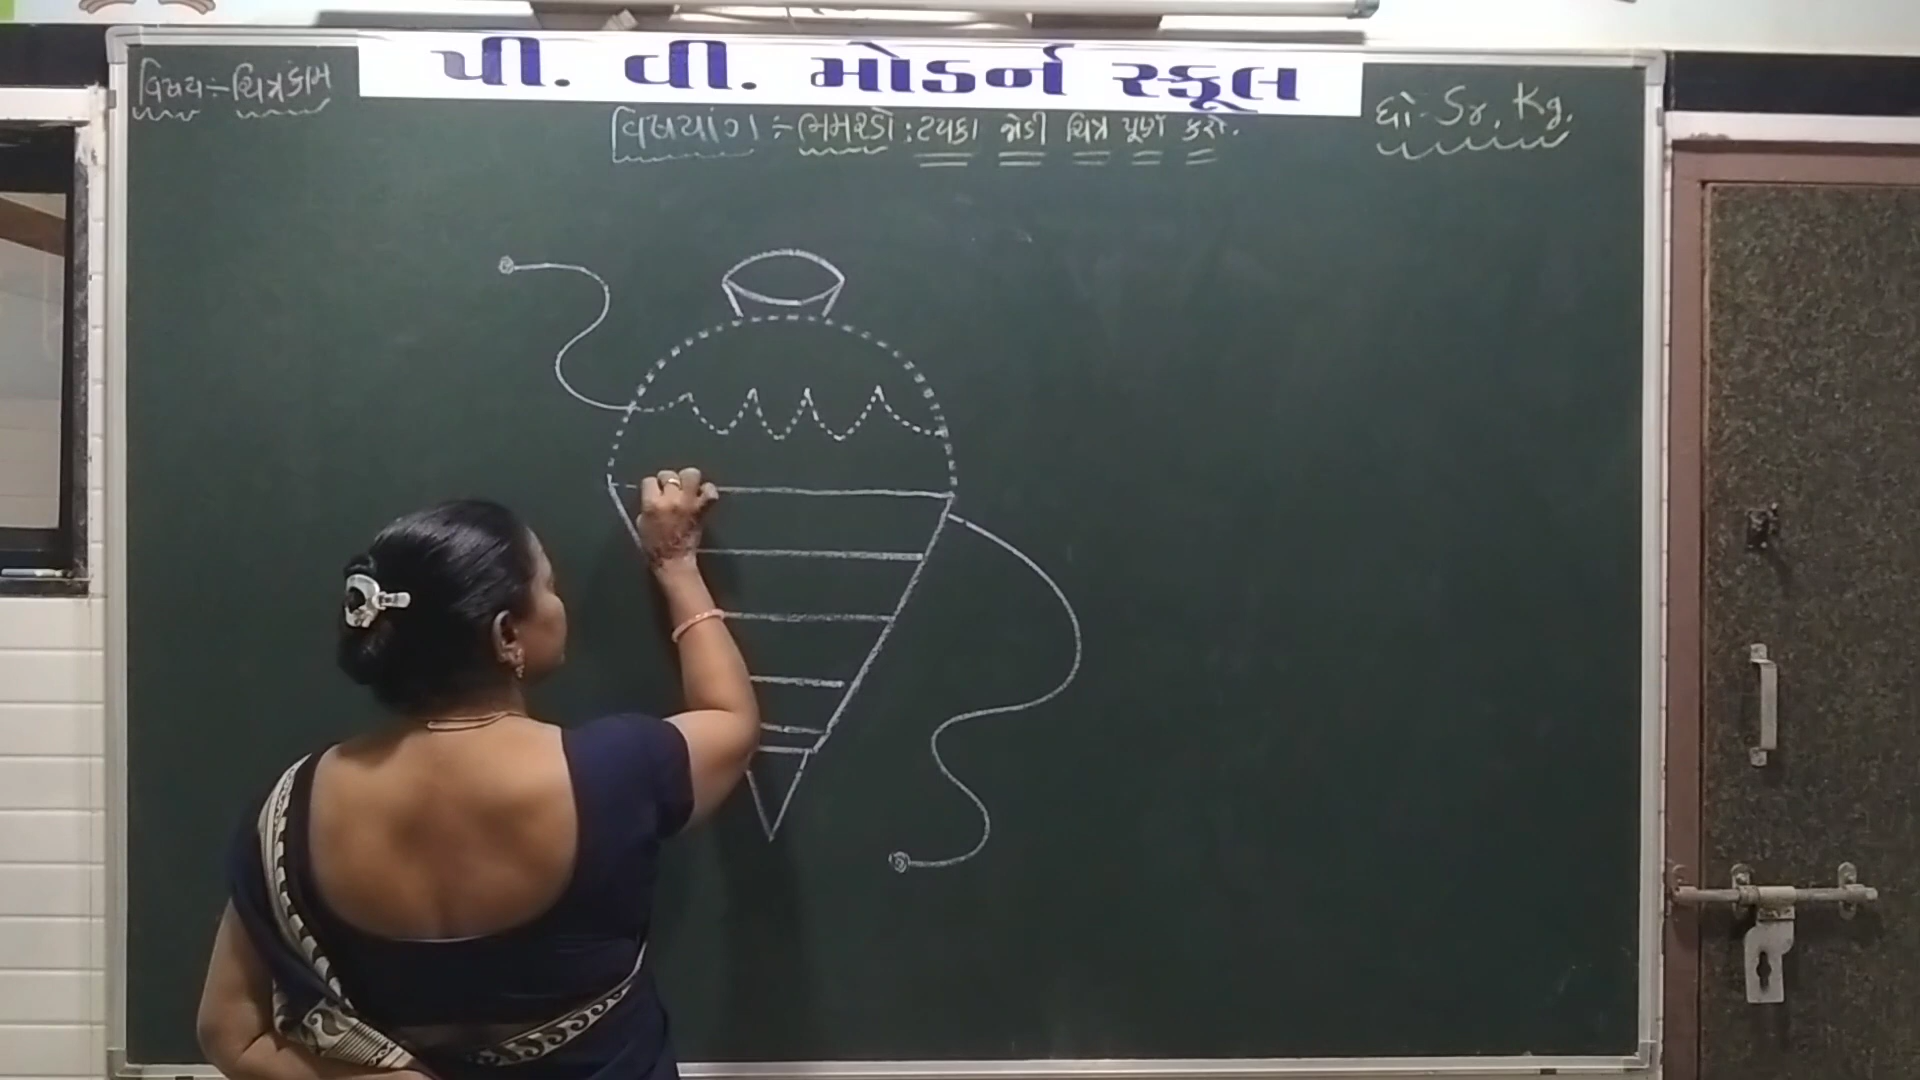 પી. વી. મોડર્ન સ્કૂલ
વિષય :- ચિત્રકામ
વિષયાંગ :- ભમરડો : ટપકા જોડી ચિત્ર પૂર્ણ કરો.
ધો- Sr. Kg.